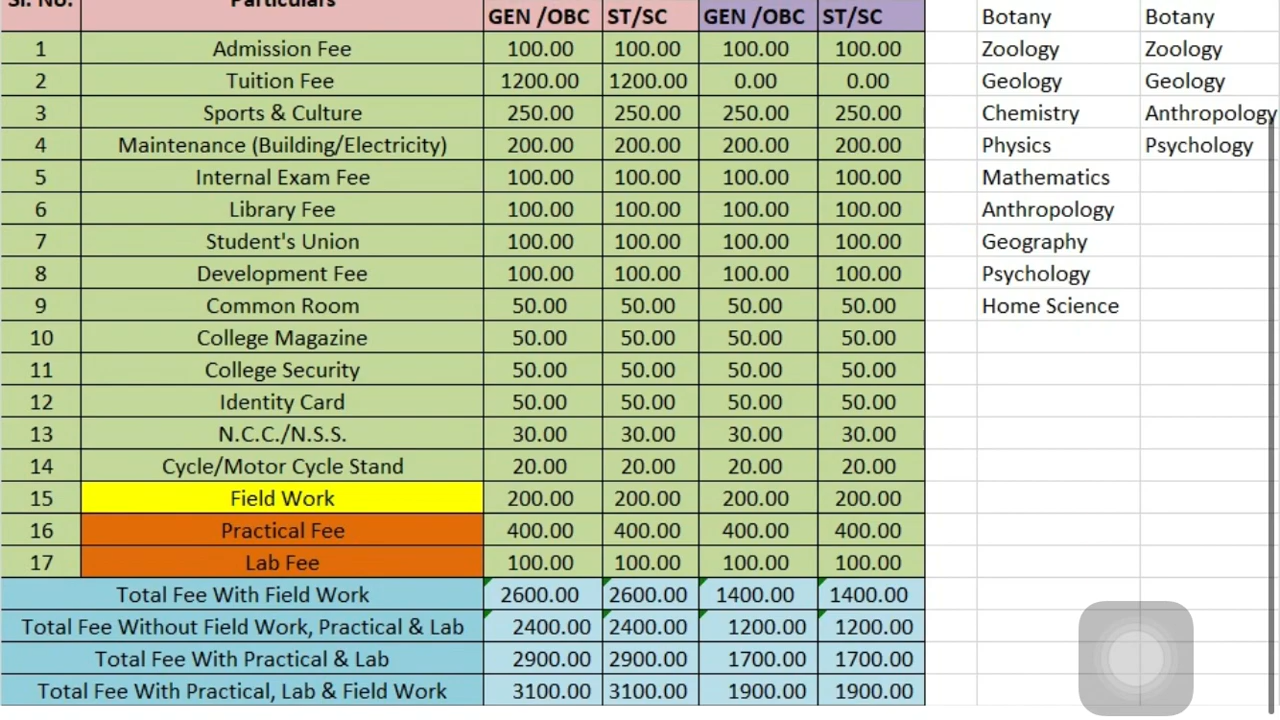 Sl. No. Particulars GEN /OBC ST/SC GEN /OBC ST/SC Botany Botany
1 Admission Fee 100.00 100.00 100.00 100.00 Zoology Zoology
2 Tuition Fee 1200.00 1200.00 0.00 0.00 Geology Geology
3 Sports & Culture 250.00 250.00 250.00 250.00 Chemistry Anthropology
4 Maintenance (Building/Electricity) 200.00 200.00 200.00 200.00 Physics Psychology
5 Internal Exam Fee 100.00 100.00 100.00 100.00 Mathematics
6 Library Fee 100.00 100.00 100.00 100.00 Anthropology
7 Student's Union 100.00 100.00 100.00 100.00 Geography
8 Development Fee 100.00 100.00 100.00 100.00 Psychology
9 Common Room 50.00 50.00 50.00 50.00 Home Science
10 College Magazine 50.00 50.00 50.00 50.00
11 College Security 50.00 50.00 50.00 50.00
12 Identity Card 50.00 50.00 50.00 50.00
13 N.C.C./N.S.S. 30.00 30.00 30.00 30.00
14 Cycle/Motor Cycle Stand 20.00 20.00 20.00 20.00
15 Field Work 200.00 200.00 200.00 200.00
16 Practical Fee 400.00 400.00 400.00 400.00
17 Lab Fee 100.00 100.00 100.00 100.00
Total Fee With Field Work 2600.00 2600.00 1400.00 1400.00
Total Fee Without Field Work, Practical & Lab 2400.00 2400.00 1200.00 1200.00
Total Fee With Practical & Lab 2900.00 2900.00 1700.00 1700.00
Total Fee With Practical, Lab & Field Work 3100.00 3100.00 1900.00 1900.00